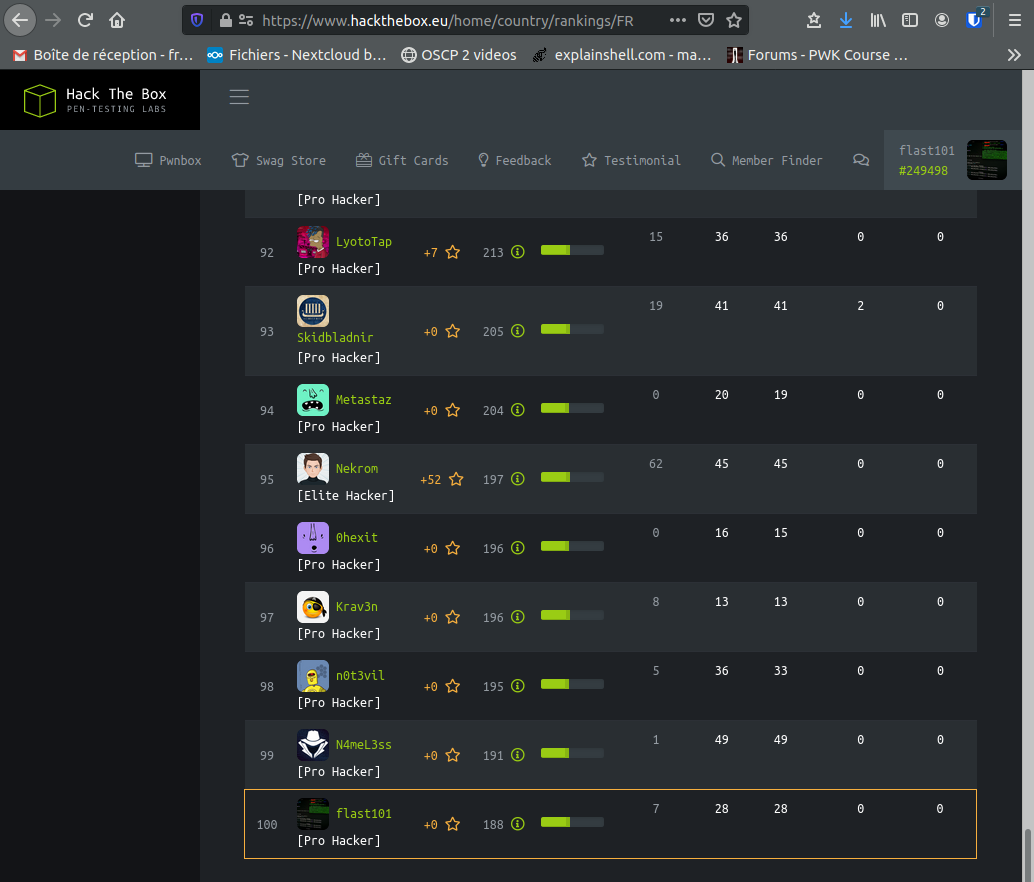 https://www.hackthebox.eu/home/country/rankings/FR
2
Boîte de réception - fr… Fichiers - Nextcloud b… OSCP 2 videos explainshell.com - ma… Forums - PWK Course …
Hack The Box
PEN-TESTING LABS
Pwnbox Swag Store Gift Cards Feedback Testimonial Member Finder
flast101
#249498
[Pro Hacker]
92 LyotoTap +7 213 15 36 36 0 0
[Pro Hacker]
93 Skidbladnir +0 205 19 41 41 2 0
[Pro Hacker]
94 Metastaz +0 204 0 20 19 0 0
[Pro Hacker]
95 Nekrom +52 197 62 45 45 0 0
[Elite Hacker]
96 0hexit +0 196 0 16 15 0 0
[Pro Hacker]
97 Krav3n +0 196 8 13 13 0 0
[Pro Hacker]
98 n0t3vil +0 195 5 36 33 0 0
[Pro Hacker]
99 N4meL3ss +0 191 1 49 49 0 0
[Pro Hacker]
100 flast101 +0 188 7 28 28 0 0
[Pro Hacker]